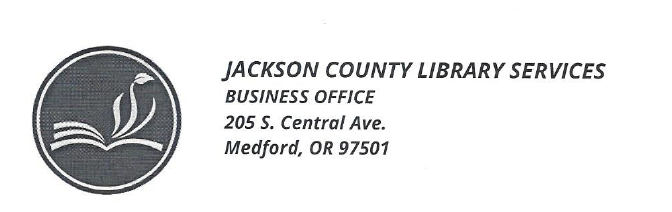 JACKSON COUNTY LIBRARY SERVICES
BUSINESS OFFICE
205 S. Central Ave.
Medford, OR 97501